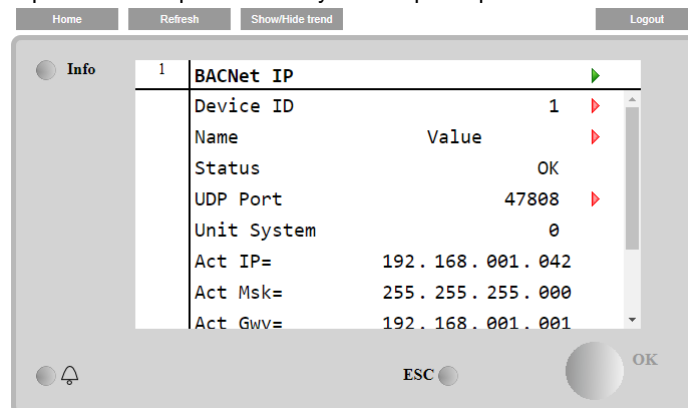 Home Refresh Show/Hide trend Logout
Info
1 BACNet IP
Device ID 1
Name Value
Status OK
UDP Port 47808
Unit System 0
Act IP= 192.168.001.042
Act Msk= 255.255.255.000
Act Gwy= 192.168.001.001
ESC OK